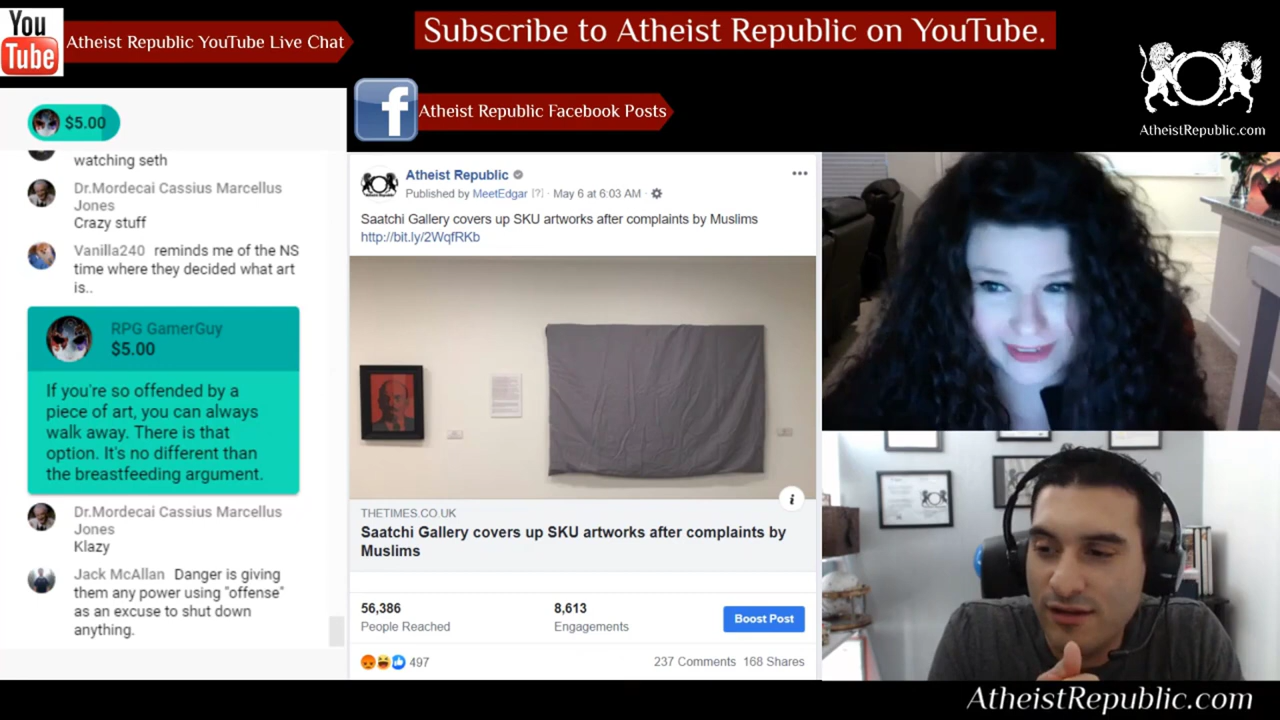 You
Tube
Atheist Republic YouTube Live Chat
Subscribe to Atheist Republic on YouTube.
AtheistRepublic.com
Atheist Republic Facebook Posts
$5.00
watching seth
Dr.Mordecai Cassius Marcellus
Jones
Crazy stuff
Vanilla240 reminds me of the NS
time where they decided what art
is..
RPG GamerGuy
$5.00
If you're so offended by a
piece of art, you can always
walk away. There is that
option. It's no different than
the breastfeeding argument.
Dr.Mordecai Cassius Marcellus
Jones
Klazy
Jack McAllan Danger is giving
them any power using "offense"
as an excuse to shut down
anything.
Atheist Republic
Published by MeetEdgar [?] · May 6 at 6:03 AM ·
Saatchi Gallery covers up SKU artworks after complaints by Muslims
http://bit.ly/2WqfRKb
THETIMES.CO.UK
Saatchi Gallery covers up SKU artworks after complaints by
Muslims
56,386
People Reached
8,613
Engagements
Boost Post
497
237 Comments 168 Shares
AtheistRepublic.com